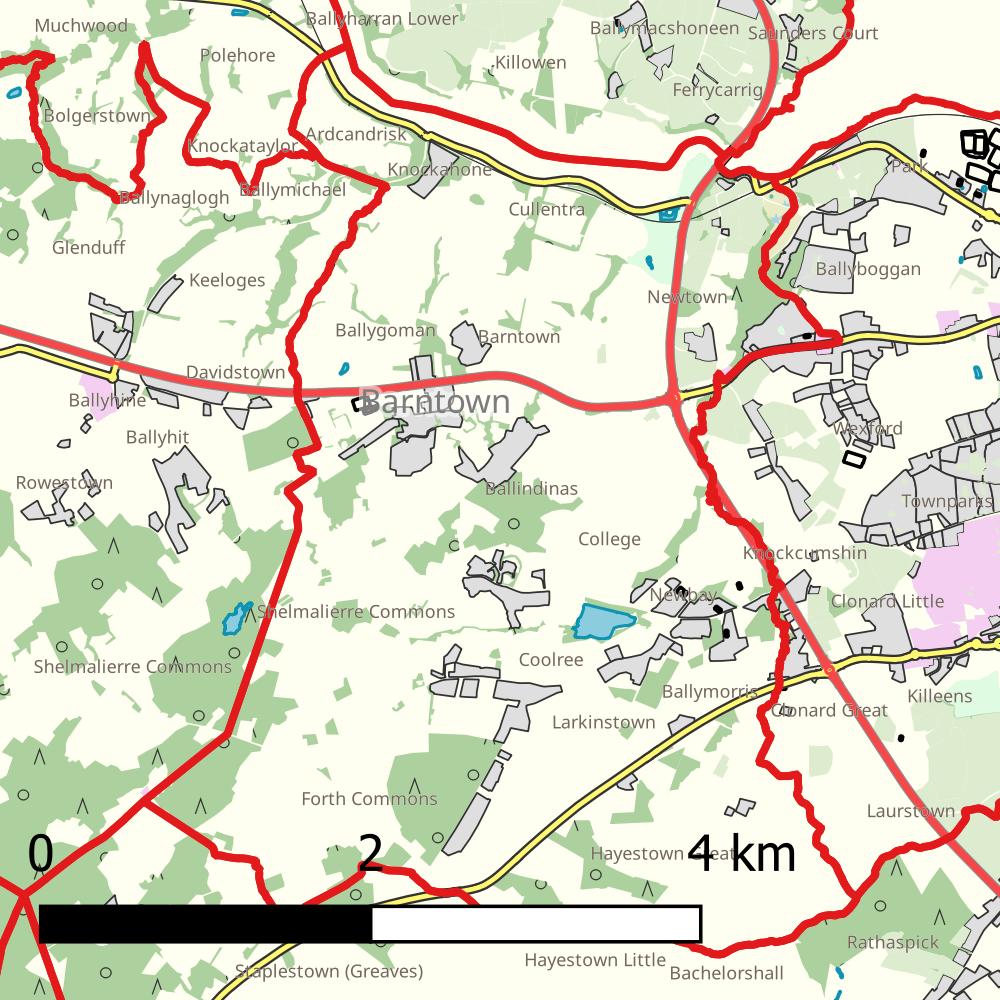 Muchwood
Ballyharran Lower
Ballymacshoneen
Saunders Court
Polehore
Killowen
Ferrycarrig
Bolgerstown
Knockataylor
Ardcandrisk
Knockahone
Park
Ballynaglogh
Ballymichael
Cullentra
Glenduff
Keeloges
Ballyboggan
Newtown
Ballygoman
Barntown
Davidstown
Ballyhine
Barntown
Ballyhit
Wexford
Rowestown
Ballindinas
Townparks
College
Knockcumshin
Newbay
Clonard Little
Shelmalierre Commons
Shelmalierre Commons
Coolree
Ballymorris
Killeens
Larkinstown
Clonard Great
Forth Commons
Laurstown
0 2 4 km
Hayestown Great
Rathaspick
Staplestown (Greaves)
Hayestown Little
Bachelorshall